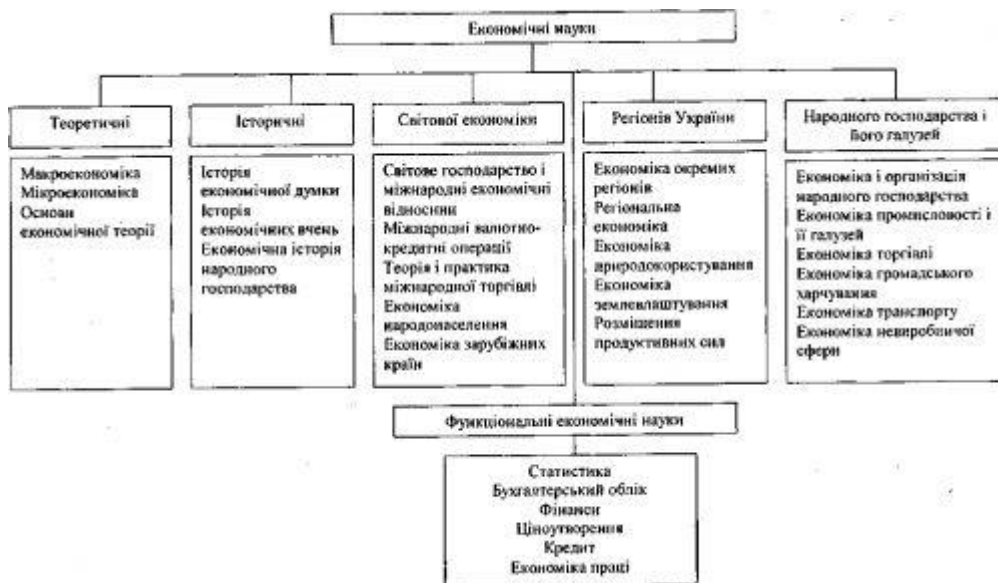 Економічні науки
Теоретичні
Макроекономіка
Мікроекономіка
Основи
економічної теорії
Історичні
Історія
економічної думки
Історія
економічних вчень
Економічна історія
народного
господарства
Світової економіки
Світове господарство і
міжнародні економічні
відносини
Міжнародні валютно-
кредитні операції
Теорія і практика
міжнародної торгівлі
Економіка
народонаселення
Економіка зарубіжних
країн
Регіонів України
Економіка окремих
регіонів
Регіональна
економіка
Економіка
природокористування
Економіка
землевлаштування
Розміщення
продуктивних сил
Народного господарства і
його галузей
Економіка і організація
народного господарства
Економіка промисловості і
її галузей
Економіка торгівлі
Економіка громадського
харчування
Економіка транспорту
Економіка невиробничої
сфери
Функціональні економічні науки
Статистика
Бухгалтерський облік
Фінанси
Ціноутворення
Кредит
Економіка праці